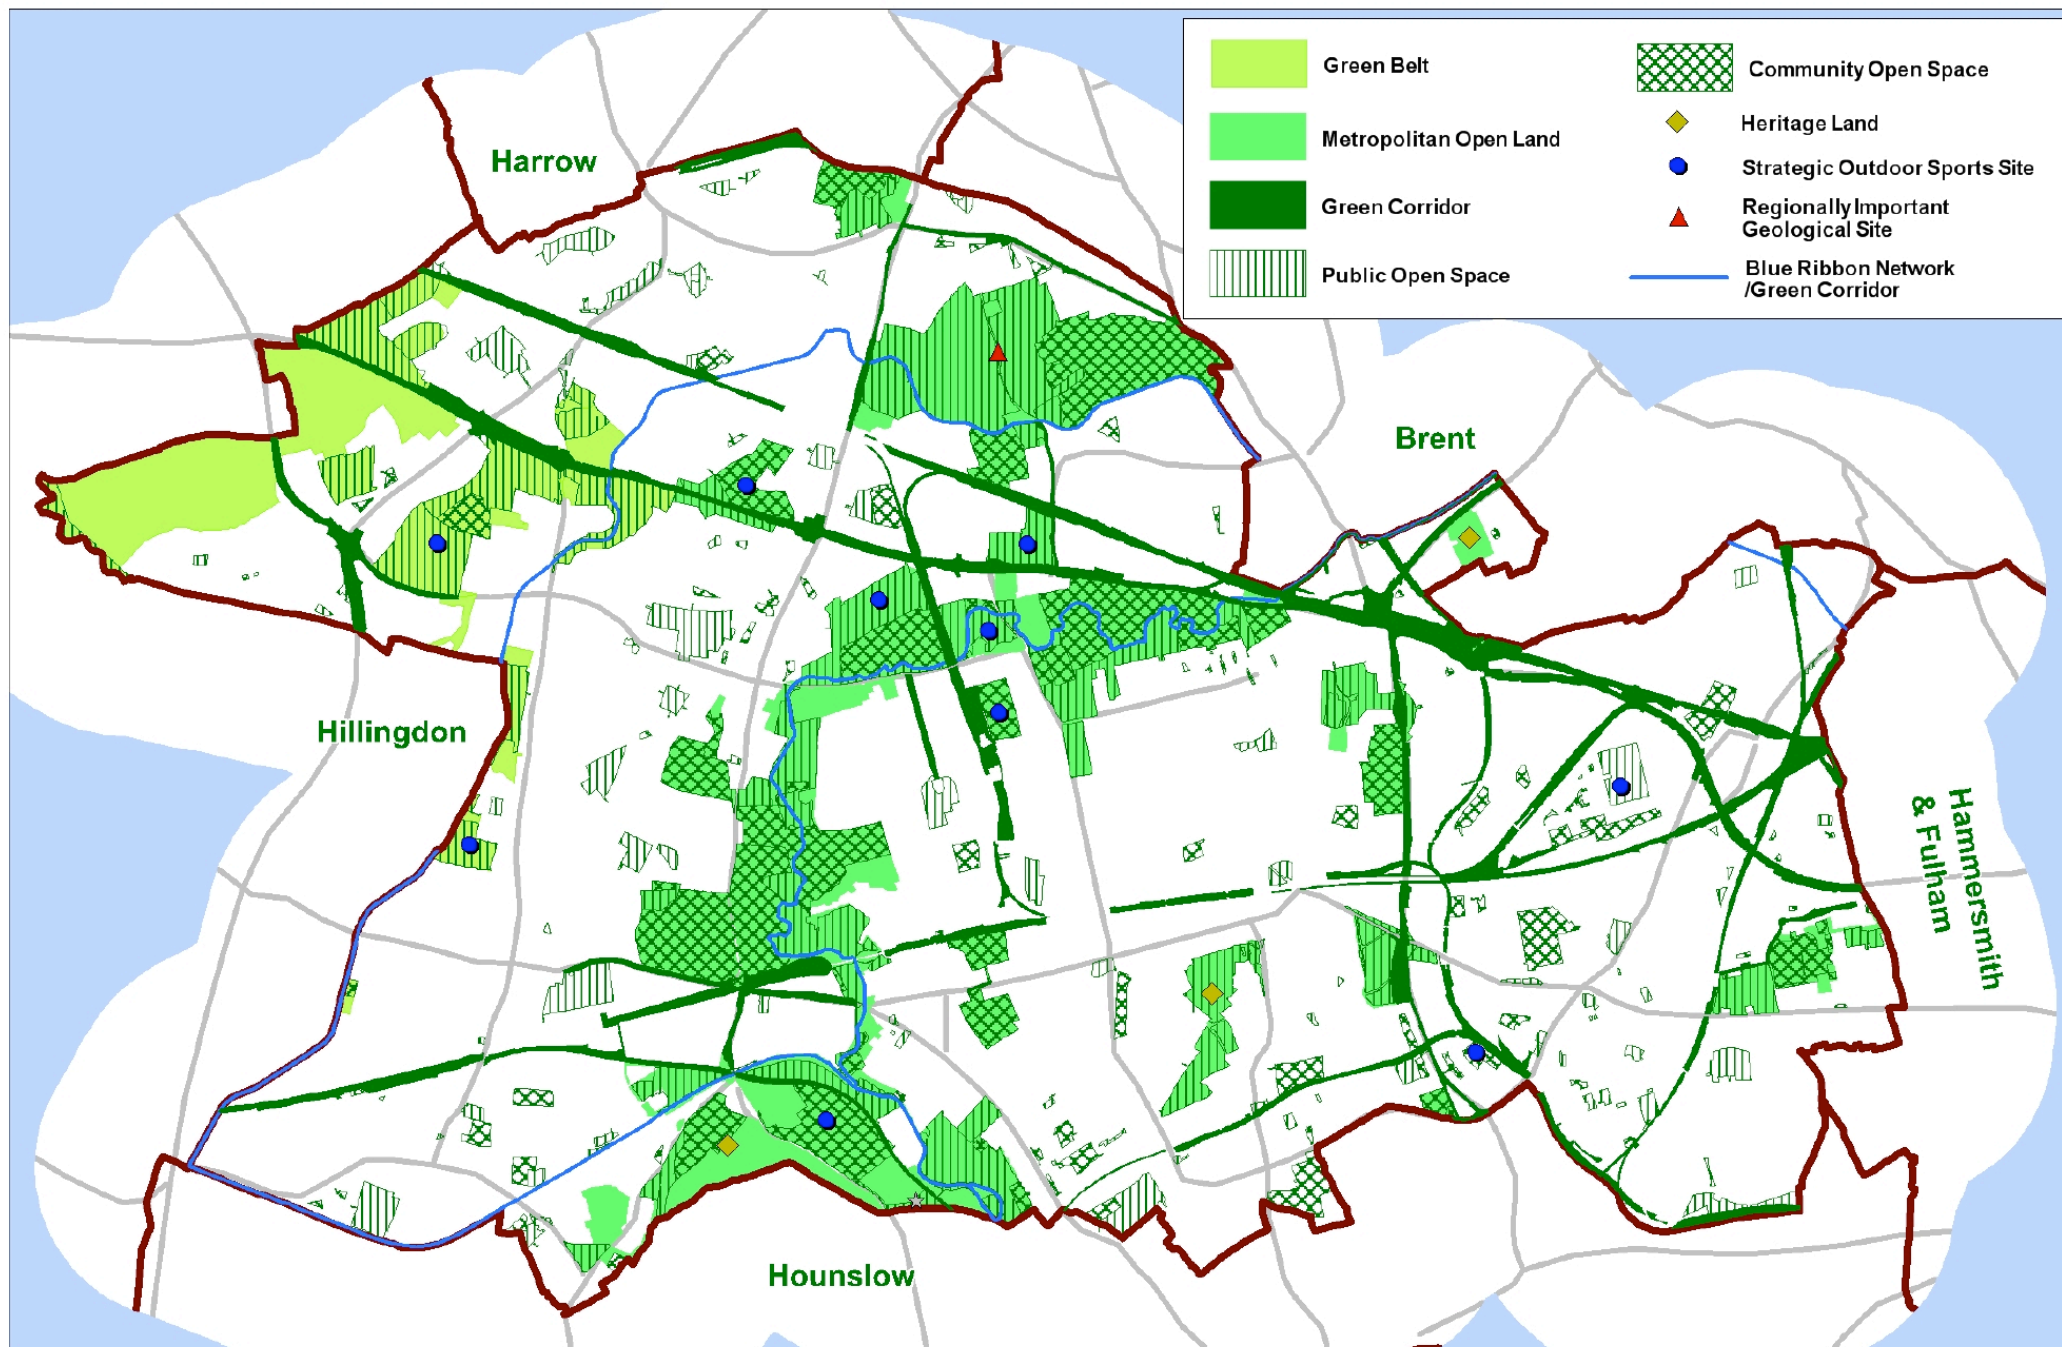 Green Belt
Metropolitan Open Land
Green Corridor
Public Open Space
Community Open Space
Heritage Land
Strategic Outdoor Sports Site
Regionally Important
Geological Site
Blue Ribbon Network
/Green Corridor
Harrow
Brent
Hillingdon
Hammersmith
& Fulham
Hounslow